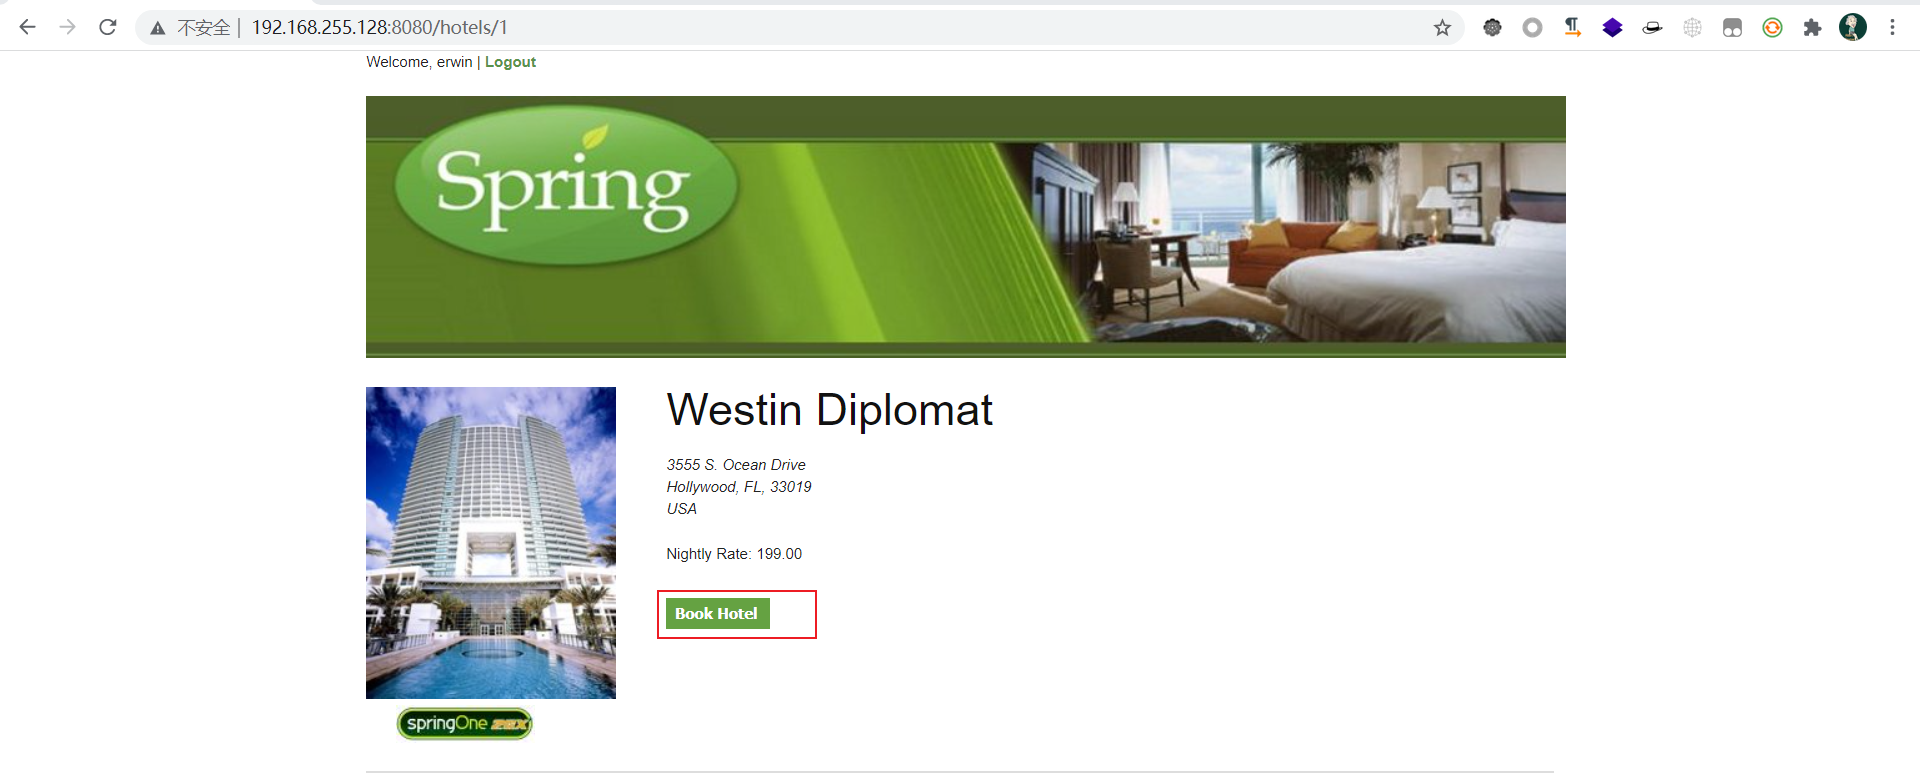 不安全 | 192.168.255.128:8080/hotels/1
Welcome, erwin | Logout
Spring
Westin Diplomat
3555 S. Ocean Drive
Hollywood, FL, 33019
USA
Nightly Rate: 199.00
Book Hotel
springOne 2GX